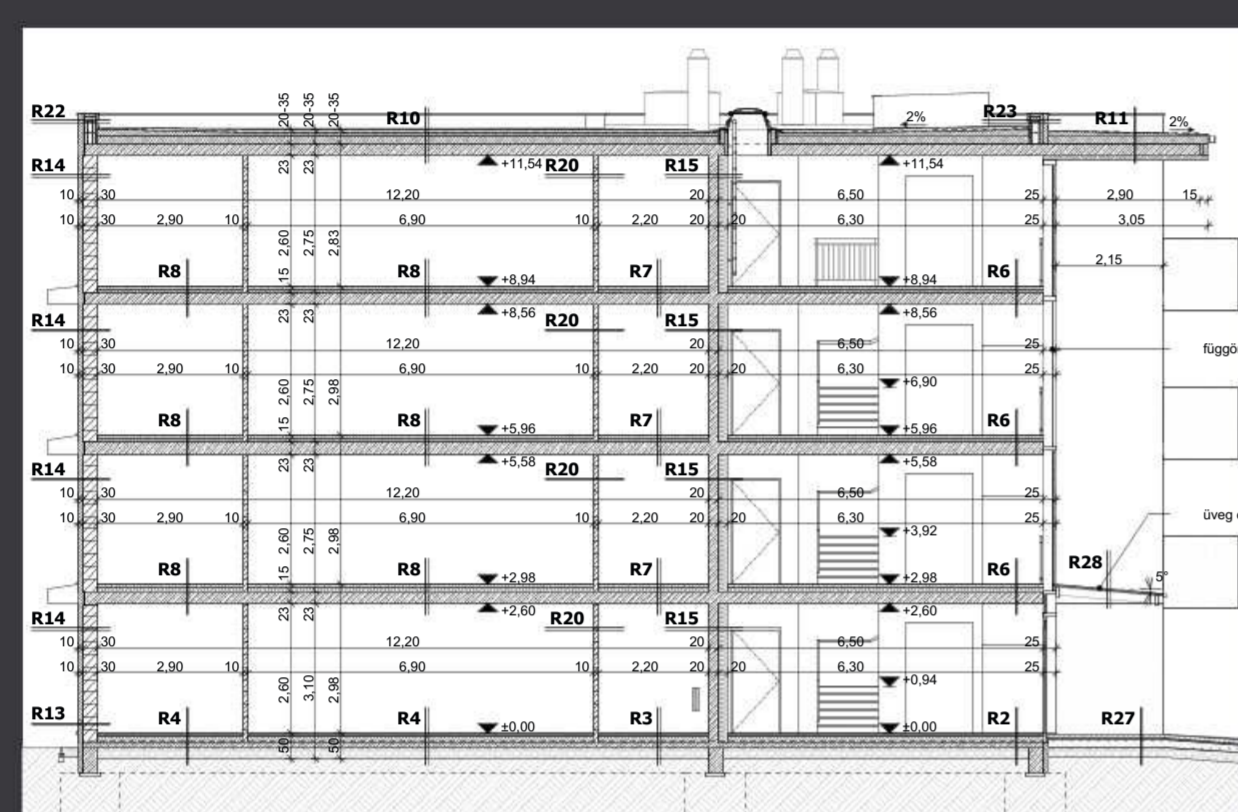 20-35 20-35 20-35
R22 R10 2% R23 R11 2%
R14 23 23 +11,54 R20 R15 +11,54
10 30 12,20 20 6,50 25 2,90 15
10 30 2,90 10 6,90 10 2,20 20 20 6,30 25 3,05
2,60 2,75 2,83 2,15
R8 R8 R7 R6
15 +8,94 +8,94
23 23 +8,56 +8,56
R14 R20 R15
10 30 12,20 20 6,50 25 függö
10 30 2,90 10 6,90 10 2,20 20 20 6,30 25
2,60 2,75 2,98 +6,90
R8 R8 R7 R6
15 +5,96 +5,96
23 23 +5,58 +5,58
R14 R20 R15
10 30 12,20 20 6,50 25
10 30 2,90 10 6,90 10 2,20 20 20 6,30 25 üveg
2,60 2,75 2,98 +3,92
R8 R8 R7 R6 R28
15 +2,98 +2,98 5°
23 23 +2,60 +2,60
R14 R20 R15
10 30 12,20 20 6,50 25
10 30 2,90 10 6,90 10 2,20 20 20 6,30 25
2,60 3,10 2,98 +0,94
R13 R4 R4 R3 R2 R27
±0,00 ±0,00
50 50